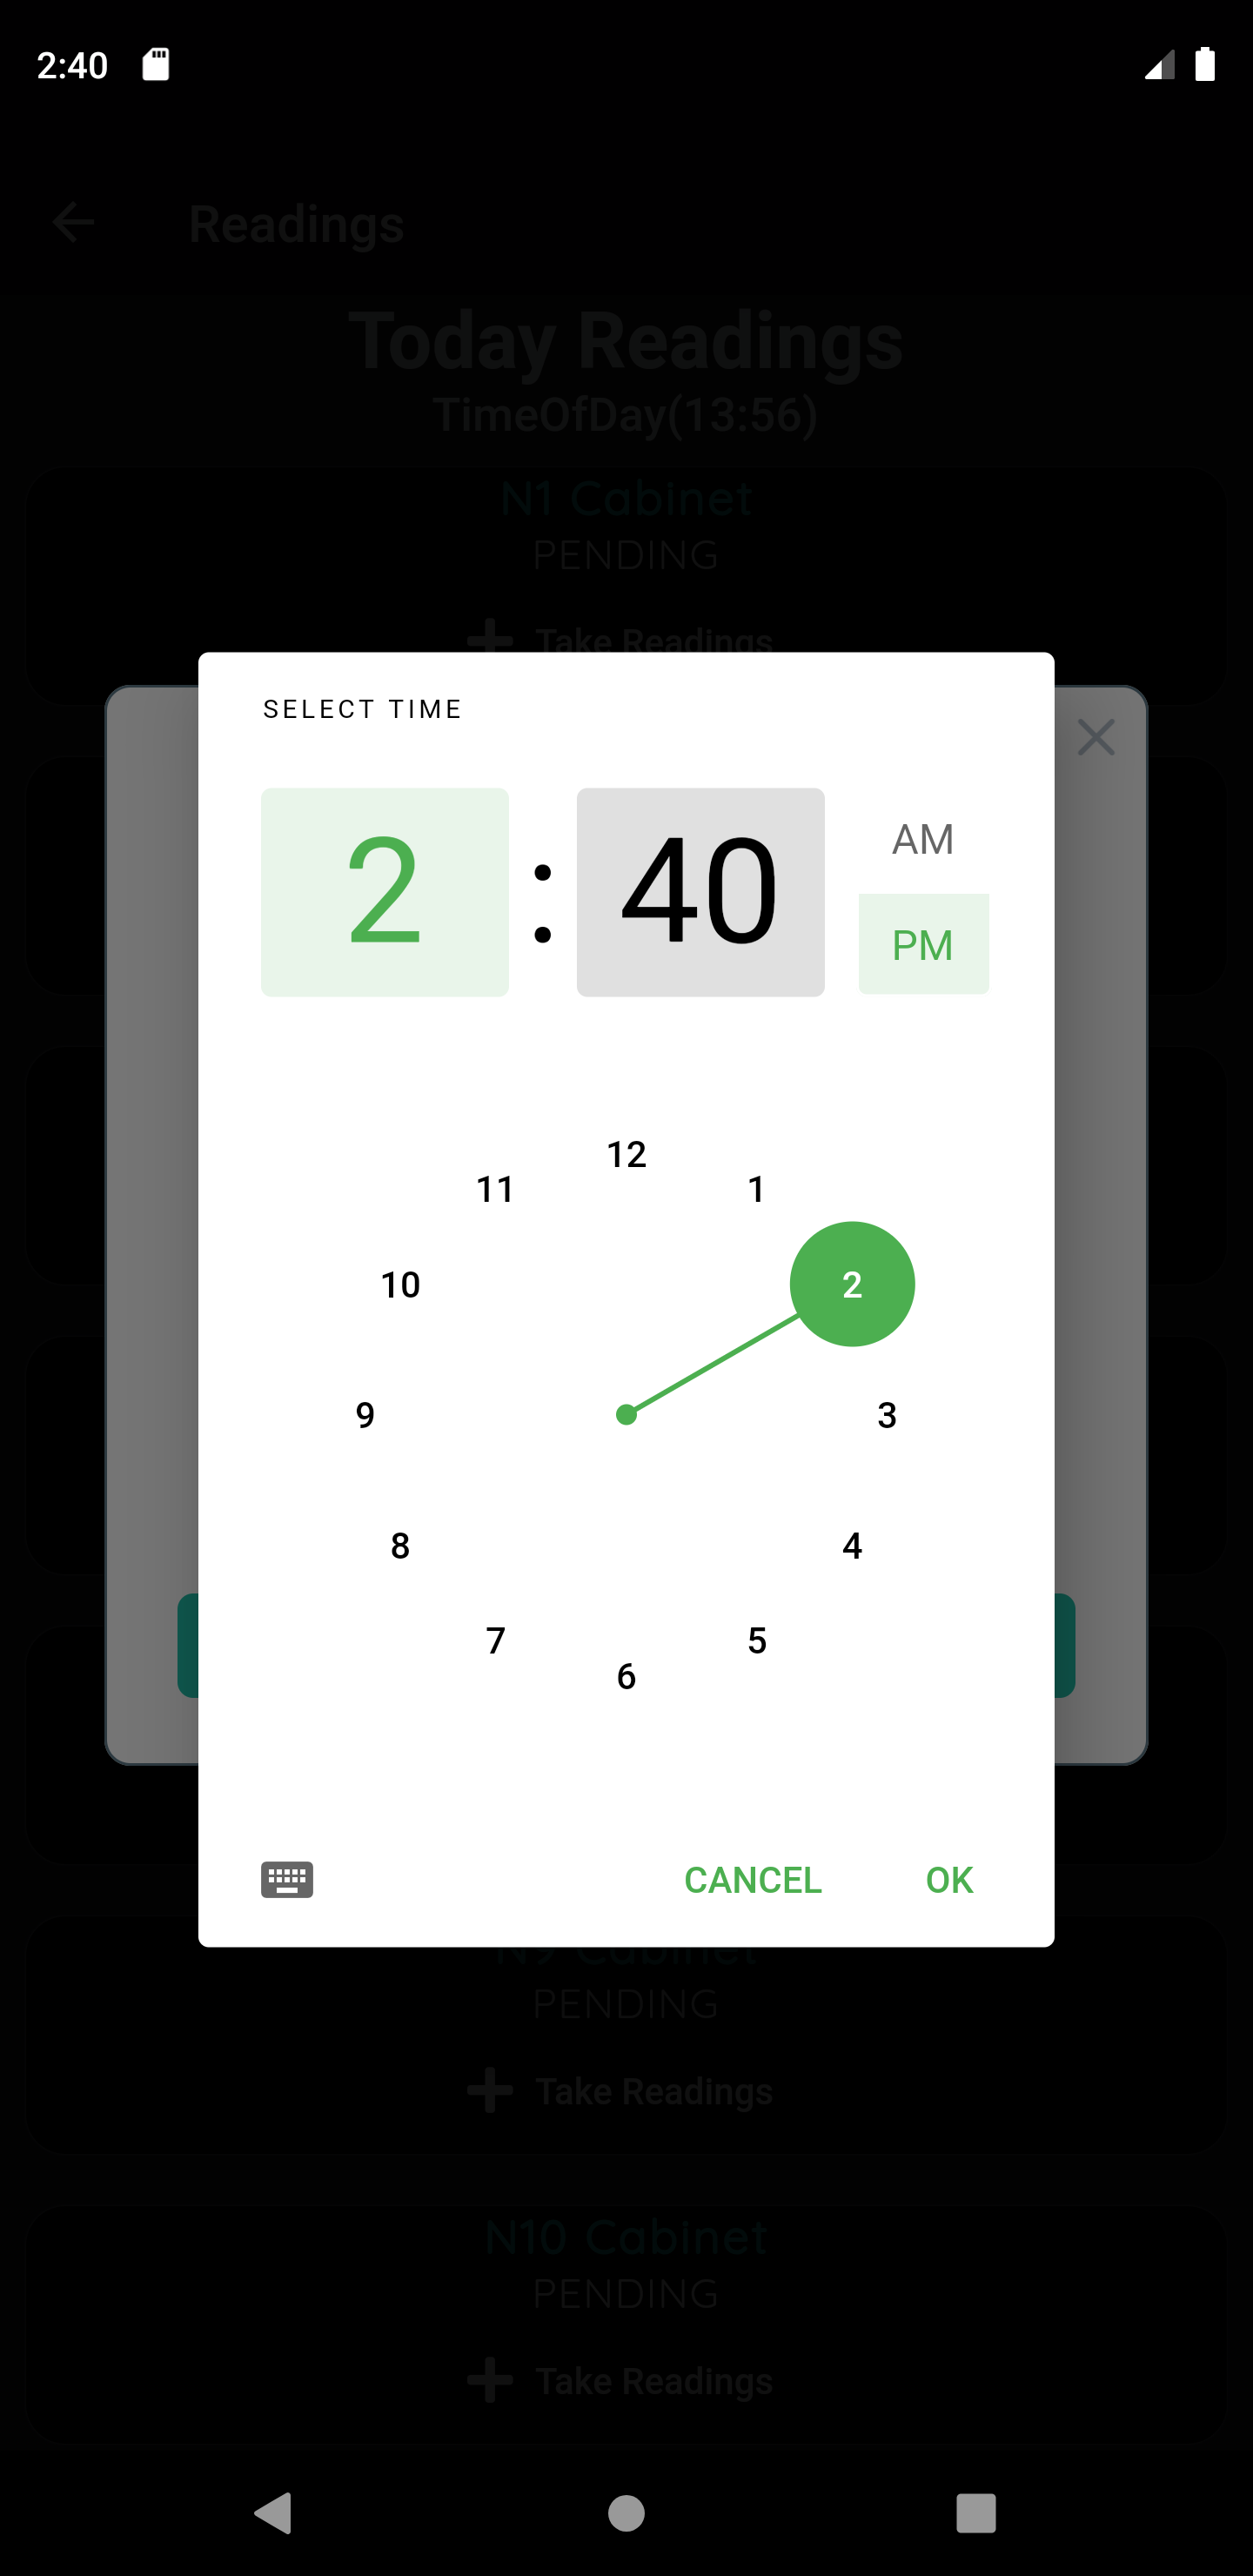 2:40
Readings
Today Readings
TimeOfDay(13:56)
N1 Cabinet
PENDING
Take Readings
SELECT TIME
2 : 40
AM
PM
12
11 1
10 2
9 3
8 4
7 5
6
CANCEL OK
N9 Cabinet
PENDING
Take Readings
N10 Cabinet
PENDING
Take Readings